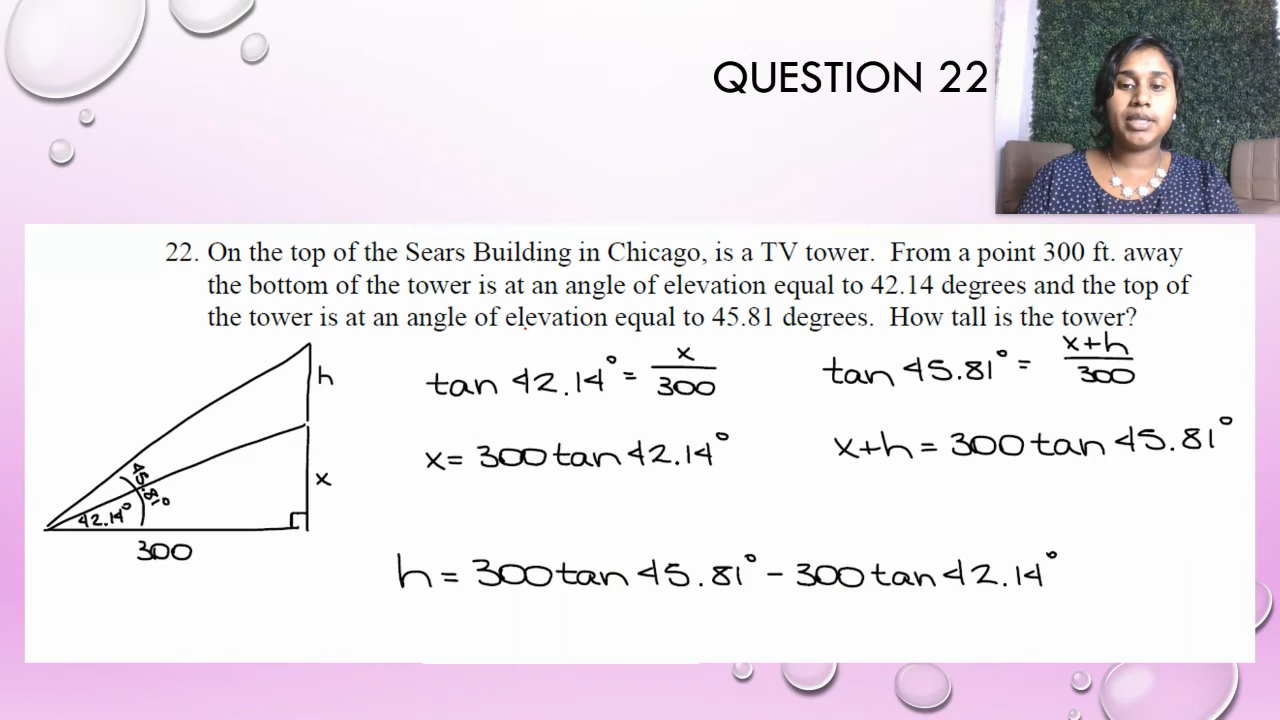 QUESTION 22
22. On the top of the Sears Building in Chicago, is a TV tower. From a point 300 ft. away
the bottom of the tower is at an angle of elevation equal to 42.14 degrees and the top of
the tower is at an angle of elevation equal to 45.81 degrees. How tall is the tower?
h
x
45.81°
42.14°
300
tan 42.14° = x/300
tan 45.81° = x+h/300
x = 300 tan 42.14°
x+h = 300 tan 45.81°
h = 300 tan 45.81° - 300 tan 42.14°